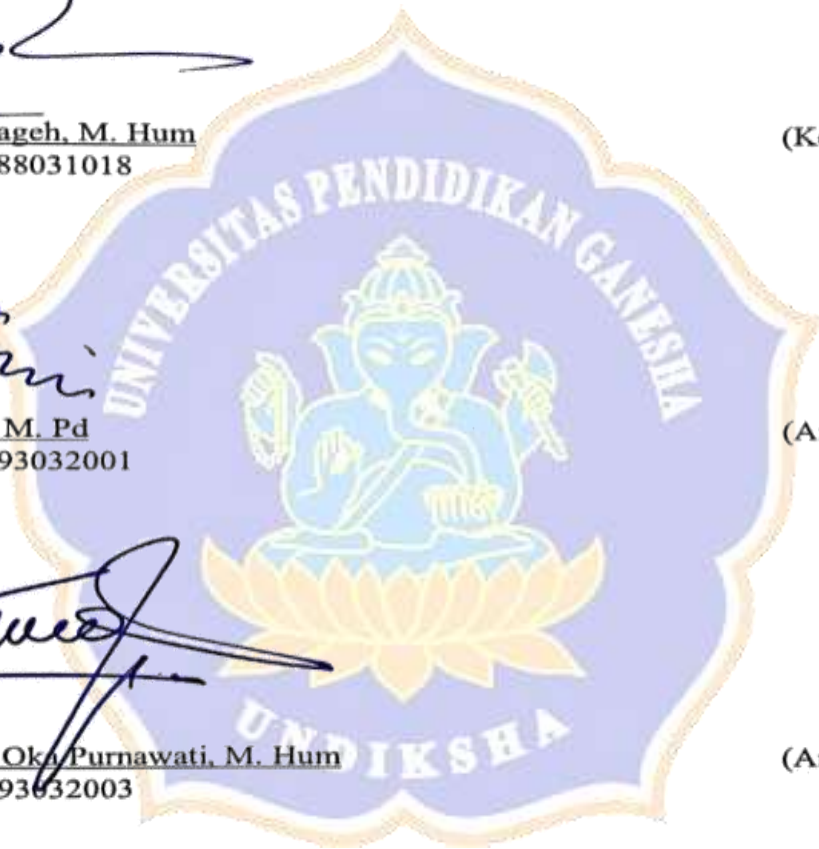 ageh, M. Hum (K
88031018
UNIVERSITAS PENDIDIKAN GANESHA
M. Pd (A
93032001
Oka Purnawati, M. Hum (A
93032003
UNDIKSHA